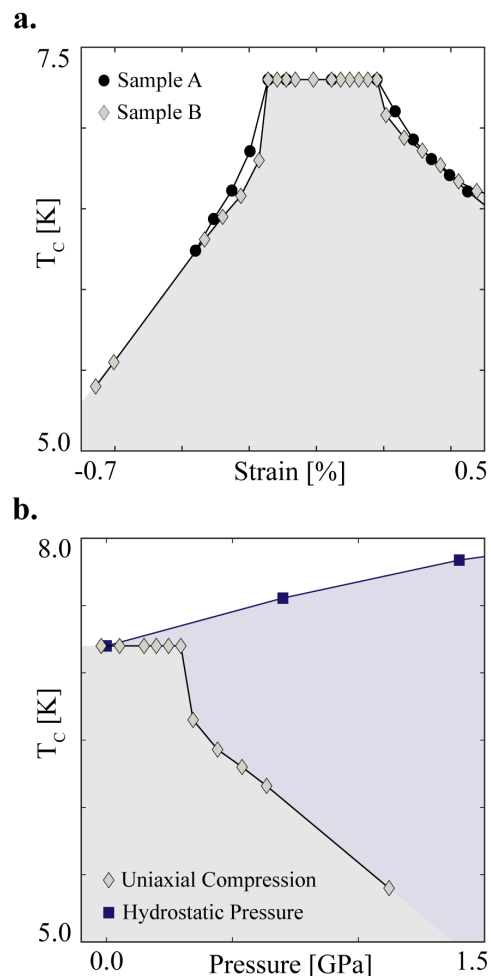 a.
7.5
Sample A
Sample B
T_C [K]
5.0
-0.7
Strain [%]
0.5
b.
8.0
T_C [K]
Uniaxial Compression
Hydrostatic Pressure
5.0
0.0
Pressure [GPa]
1.5